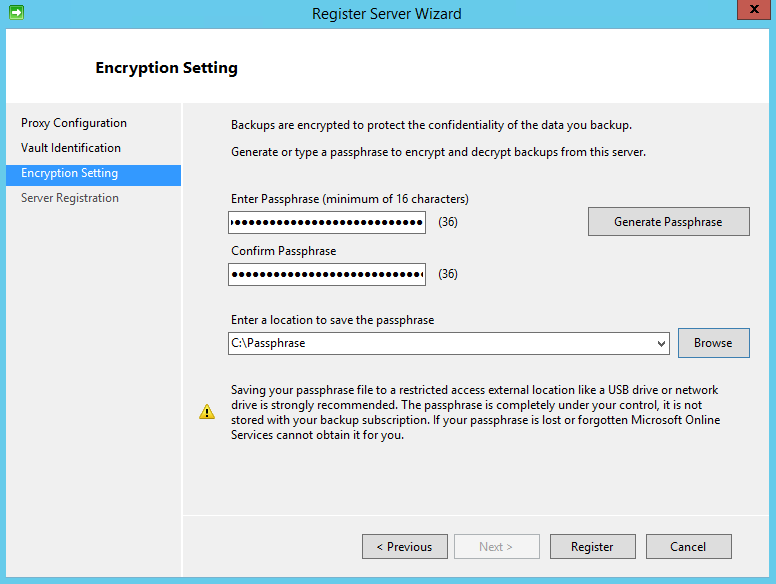 Register Server Wizard
x
Encryption Setting
Proxy Configuration
Vault Identification
Encryption Setting
Server Registration
Backups are encrypted to protect the confidentiality of the data you backup.
Generate or type a passphrase to encrypt and decrypt backups from this server.
Enter Passphrase (minimum of 16 characters)
(36)
Generate Passphrase
Confirm Passphrase
(36)
Enter a location to save the passphrase
C:\Passphrase
Browse
Saving your passphrase file to a restricted access external location like a USB drive or network
drive is strongly recommended. The passphrase is completely under your control, it is not
stored with your backup subscription. If your passphrase is lost or forgotten Microsoft Online
Services cannot obtain it for you.
< Previous
Next >
Register
Cancel